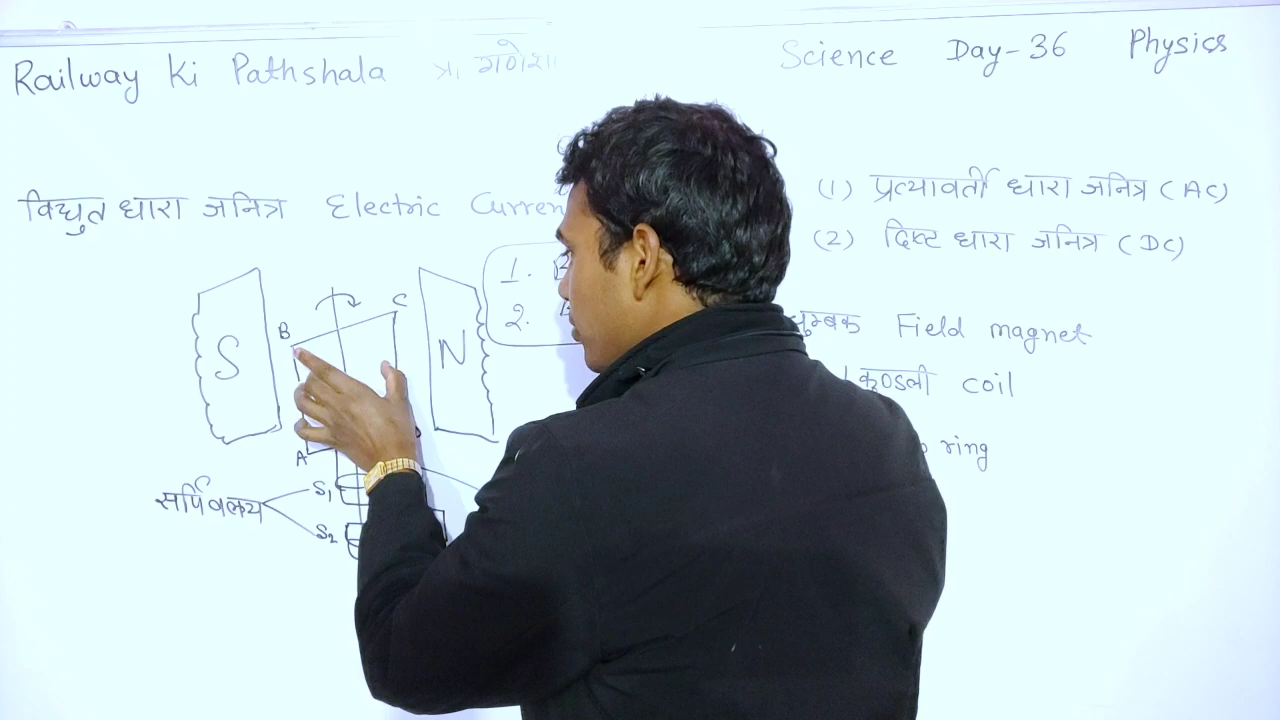 Railway Ki Pathshala गणेश
Science Day-36 Physics
विद्युत धारा जनित्र Electric Curren
(1) प्रत्यावर्ती धारा जनित्र (AC)
(2) दिष्ट धारा जनित्र (DC)
1.
2.
चुम्बक Field magnet
कुण्डली coil
ring
S
B
C
N
A
सर्पिवलय
S1
S2